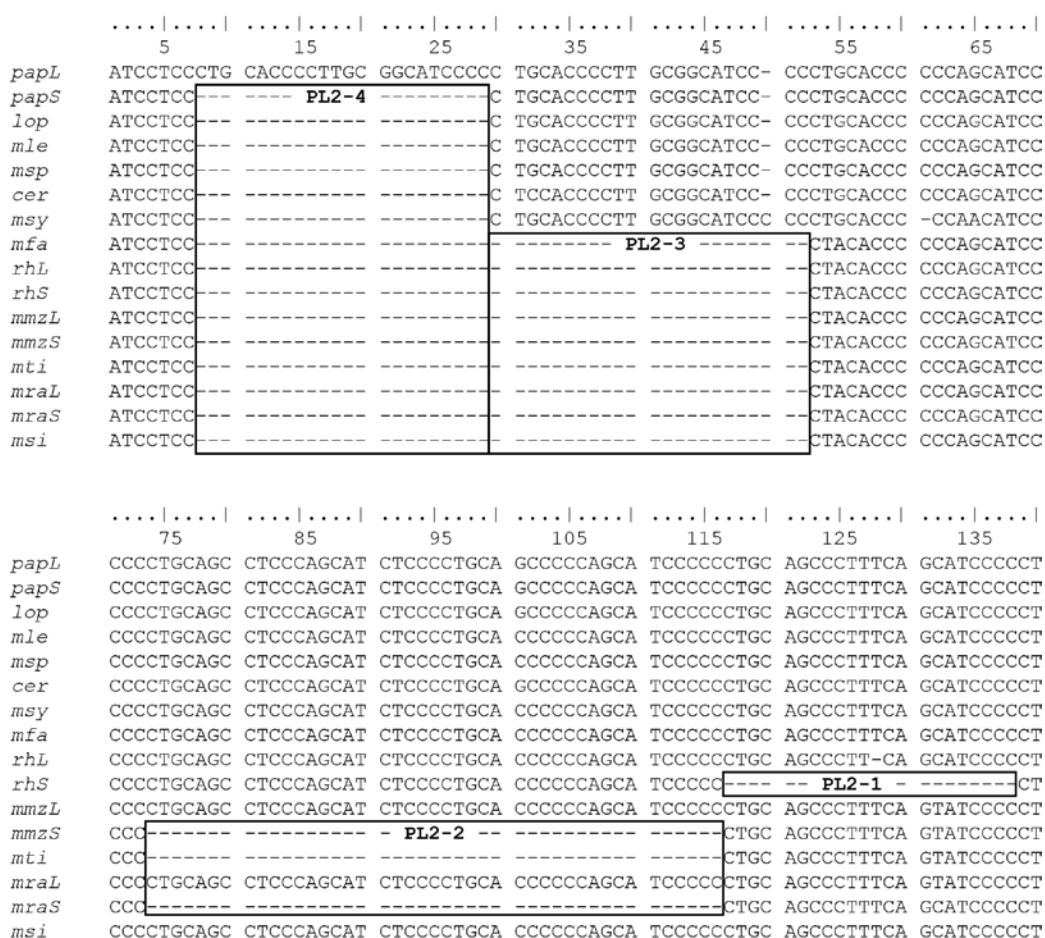 ....|....| ....|....| ....|....| ....|....| ....|....| ....|....| ....|....|
5 15 25 35 45 55 65
papL ATCCTCCCTG CACCCCTTGC GGCATCCCCC TGCACCCCTT GCGGCATCC- CCCTGCACCC CCCAGCATCC
papS ATCCTCC--- ---- PL2-4 ---------C TGCACCCCTT GCGGCATCC- CCCTGCACCC CCCAGCATCC
lop ATCCTCC--- ---------- ---------C TGCACCCCTT GCGGCATCC- CCCTGCACCC CCCAGCATCC
mle ATCCTCC--- ---------- ---------C TGCACCCCTT GCGGCATCC- CCCTGCACCC CCCAGCATCC
msp ATCCTCC--- ---------- ---------C TGCACCCCTT GCGGCATCC- CCCTGCACCC CCCAGCATCC
cer ATCCTCC--- ---------- ---------C TCCACCCCTT GCGGCATCC- CCCTGCACCC CCCAGCATCC
msy ATCCTCC--- ---------- ---------C TGCACCCCTT GCGGCATCCC CCCTGCACCC -CCAACATCC
mfa ATCCTCC--- ---------- ---------- -------- PL2-3 ------ --CTACACCC CCCAGCATCC
rhL ATCCTCC--- ---------- ---------- ---------- ---------- --CTACACCC CCCAGCATCC
rhS ATCCTCC--- ---------- ---------- ---------- ---------- --CTACACCC CCCAGCATCC
mmzL ATCCTCC--- ---------- ---------- ---------- ---------- --CTACACCC CCCAGCATCC
mmzS ATCCTCC--- ---------- ---------- ---------- ---------- --CTACACCC CCCAGCATCC
mti ATCCTCC--- ---------- ---------- ---------- ---------- --CTACACCC CCCAGCATCC
mraL ATCCTCC--- ---------- ---------- ---------- ---------- --CTACACCC CCCAGCATCC
mraS ATCCTCC--- ---------- ---------- ---------- ---------- --CTACACCC CCCAGCATCC
msi ATCCTCC--- ---------- ---------- ---------- ---------- --CTACACCC CCCAGCATCC
....|....| ....|....| ....|....| ....|....| ....|....| ....|....| ....|....|
75 85 95 105 115 125 135
papL CCCCTGCAGC CTCCCAGCAT CTCCCCTGCA GCCCCCAGCA TCCCCCCTGC AGCCCTTTCA GCATCCCCCT
papS CCCCTGCAGC CTCCCAGCAT CTCCCCTGCA GCCCCCAGCA TCCCCCCTGC AGCCCTTTCA GCATCCCCCT
lop CCCCTGCAGC CTCCCAGCAT CTCCCCTGCA GCCCCCAGCA TCCCCCCTGC AGCCCTTTCA GCATCCCCCT
mle CCCCTGCAGC CTCCCAGCAT CTCCCCTGCA CCCCCCAGCA TCCCCCCTGC AGCCCTTTCA GCATCCCCCT
msp CCCCTGCAGC CTCCCAGCAT CTCCCCTGCA CCCCCCAGCA TCCCCCCTGC AGCCCTTTCA GCATCCCCCT
cer CCCCTGCAGC CTCCCAGCAT CTCCCCTGCA GCCCCCAGCA TCCCCCCTGC AGCCCTTTCA GCATCCCCCT
msy CCCCTGCAGC CTCCCAGCAT CTCCCCTGCA CCCCCCAGCA TCCCCCCTGC AGCCCTTTCA GCATCCCCCT
mfa CCCCTGCAGC CTCCCAGCAT CTCCCCTGCA CCCCCCAGCA TCCCCCCTGC AGCCCTTTCA GCATCCCCCT
rhL CCCCTGCAGC CTCCCAGCAT CTCCCCTGCA CCCCCCAGCA TCCCCCCTGC AGCCCTT-CA GCATCCCCCT
rhS CCCCTGCAGC CTCCCAGCAT CTCCCCTGCA CCCCCCAGCA TCCCCC---- -- PL2-1 - --------CT
mmzL CCCCTGCAGC CTCCCAGCAT CTCCCCTGCA CCCCCCAGCA TCCCCCCTGC AGCCCTTTCA GTATCCCCCT
mmzS CCC------- ---------- - PL2-2 -- ---------- ------CTGC AGCCCTTTCA GTATCCCCCT
mti CCC------- ---------- ---------- ---------- ------CTGC AGCCCTTTCA GTATCCCCCT
mraL CCCCTGCAGC CTCCCAGCAT CTCCCCTGCA CCCCCCAGCA TCCCCCCTGC AGCCCTTTCA GTATCCCCCT
mraS CCC------- ---------- ---------- ---------- ------CTGC AGCCCTTTCA GCATCCCCCT
msi CCCCTGCAGC CTCCCAGCAT CTCCCCTGCA CCCCCCAGCA TCCCCCCTGC AGCCCTTTCA GCATCCCCCT